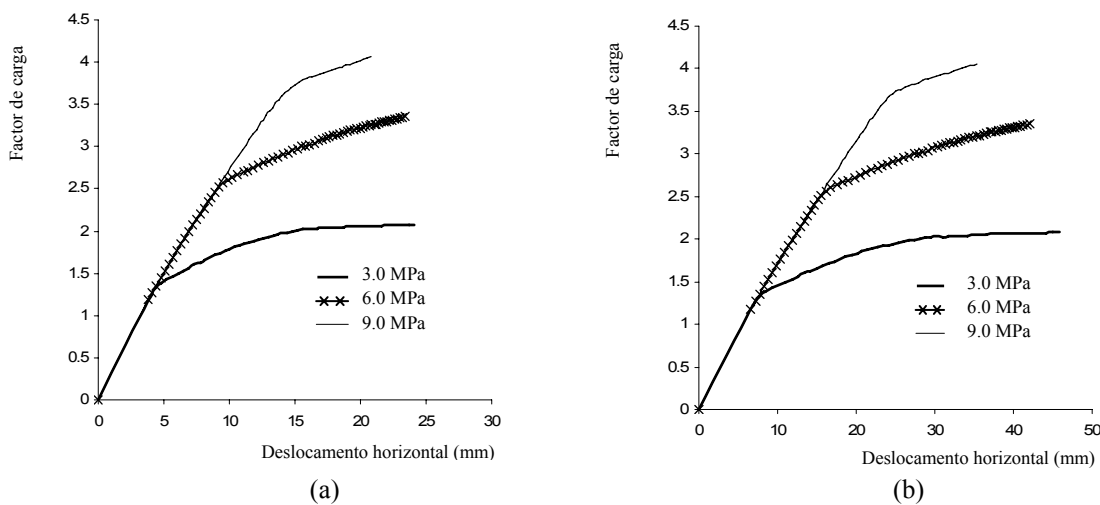 Factor de carga
4.5
4
3.5
3
2.5
2
1.5
1
0.5
0
0 5 10 15 20 25 30
3.0 MPa
6.0 MPa
9.0 MPa
Deslocamento horizontal (mm)
(a)
Factor de carga
4.5
4
3.5
3
2.5
2
1.5
1
0.5
0
0 10 20 30 40 50
3.0 MPa
6.0 MPa
9.0 MPa
Deslocamento horizontal (mm)
(b)